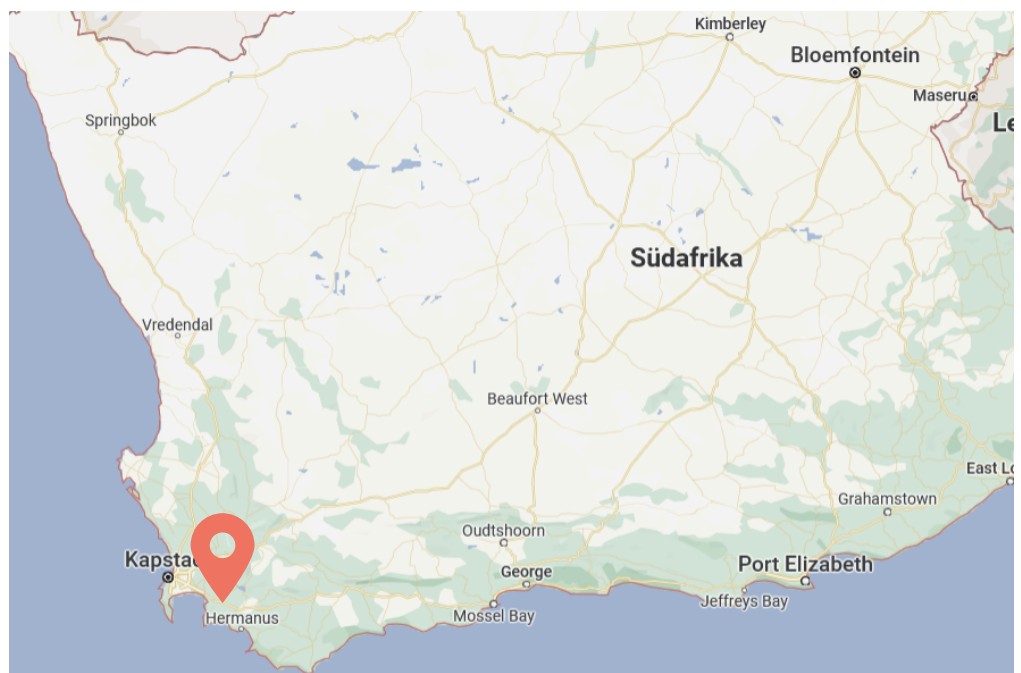 Kimberley
Bloemfontein
Maseru
Le
Springbok
Südafrika
Vredendal
Beaufort West
East Lo
Grahamstown
Oudtshoorn
Kapsta
George
Port Elizabeth
Jeffreys Bay
Mossel Bay
Hermanus